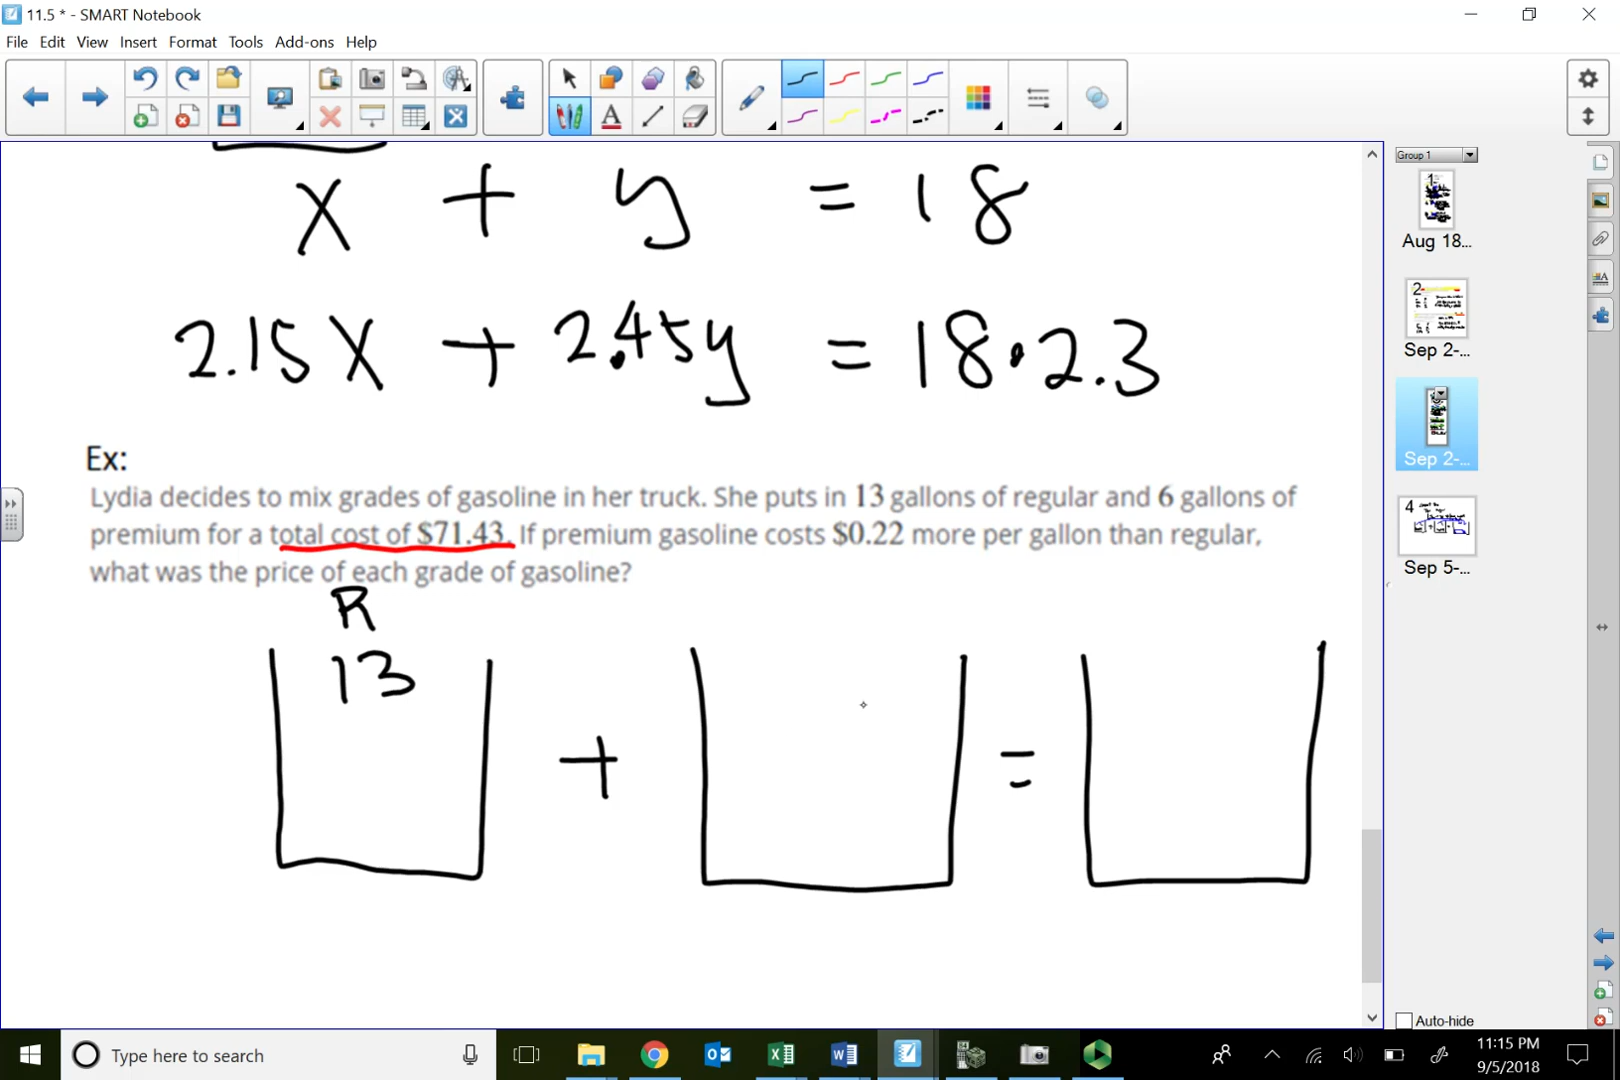 11.5 * - SMART Notebook
File Edit View Insert Format Tools Add-ons Help
x + y = 18
2.15x + 2.45y = 18·2.3
Ex:
Lydia decides to mix grades of gasoline in her truck. She puts in 13 gallons of regular and 6 gallons of
premium for a total cost of $71.43. If premium gasoline costs $0.22 more per gallon than regular,
what was the price of each grade of gasoline?
R
13
+ =
Group 1
1
Aug 18...
2
Sep 2-...
Sep 2-...
4
Sep 5-...
Auto-hide
Type here to search
11:15 PM
9/5/2018